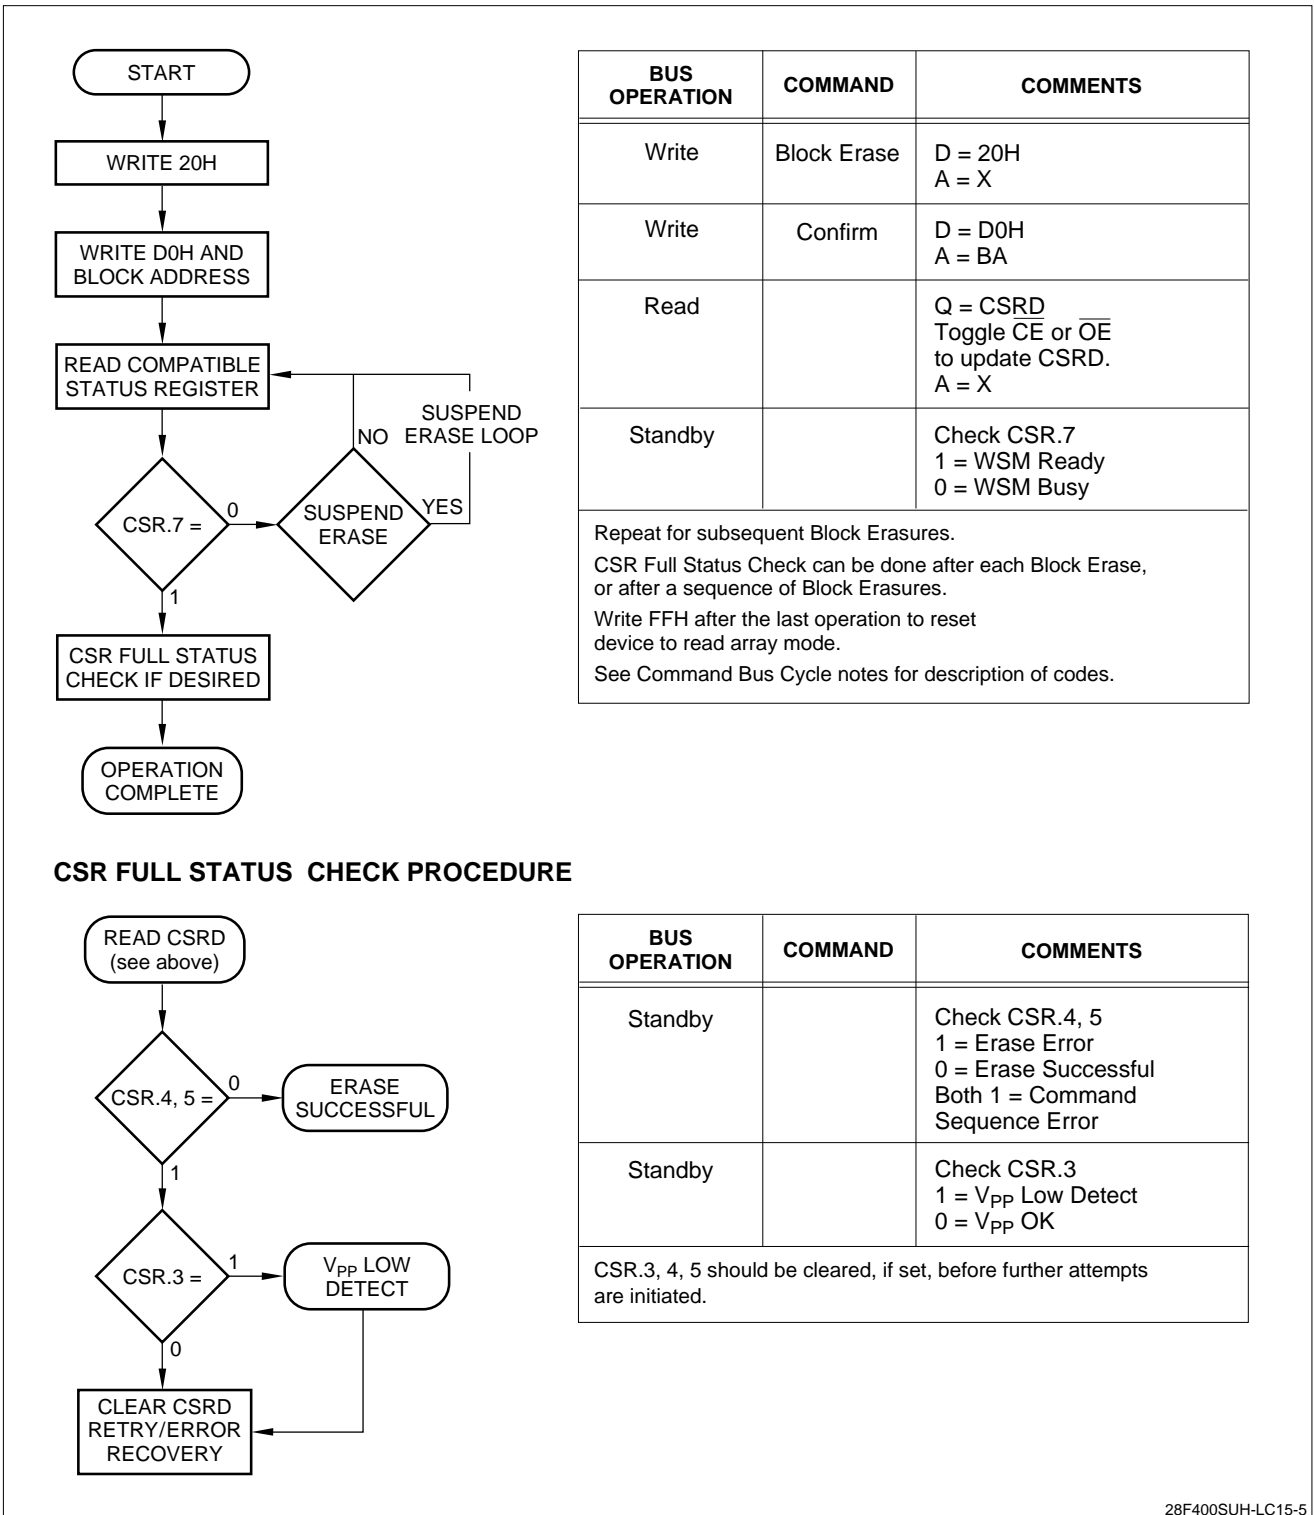 START
WRITE 20H
WRITE D0H AND
BLOCK ADDRESS
READ COMPATIBLE
STATUS REGISTER
SUSPEND
ERASE LOOP
NO
CSR.7 =
0
SUSPEND
ERASE
YES
1
CSR FULL STATUS
CHECK IF DESIRED
OPERATION
COMPLETE
BUS
OPERATION
COMMAND
COMMENTS
Write
Block Erase
D = 20H
A = X
Write
Confirm
D = D0H
A = BA
Read
Q = CSRD
Toggle C̅E̅ or O̅E̅
to update CSRD.
A = X
Standby
Check CSR.7
1 = WSM Ready
0 = WSM Busy
Repeat for subsequent Block Erasures.
CSR Full Status Check can be done after each Block Erase,
or after a sequence of Block Erasures.
Write FFH after the last operation to reset
device to read array mode.
See Command Bus Cycle notes for description of codes.
CSR FULL STATUS CHECK PROCEDURE
READ CSRD
(see above)
CSR.4, 5 =
0
ERASE
SUCCESSFUL
1
CSR.3 =
1
VPP LOW
DETECT
0
CLEAR CSRD
RETRY/ERROR
RECOVERY
BUS
OPERATION
COMMAND
COMMENTS
Standby
Check CSR.4, 5
1 = Erase Error
0 = Erase Successful
Both 1 = Command
Sequence Error
Standby
Check CSR.3
1 = VPP Low Detect
0 = VPP OK
CSR.3, 4, 5 should be cleared, if set, before further attempts
are initiated.
28F400SUH-LC15-5